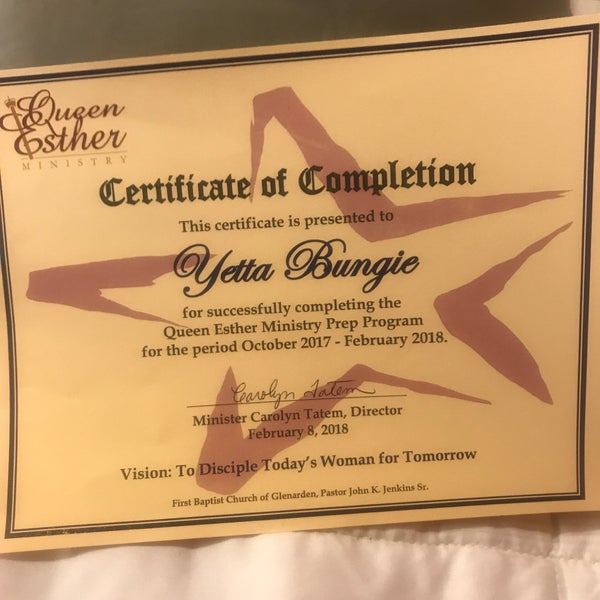 Queen
Esther
MINISTRY
Certificate of Completion
This certificate is presented to
Yetta Bungie
for successfully completing the
Queen Esther Ministry Prep Program
for the period October 2017 - February 2018.
Carolyn Tatem
Minister Carolyn Tatem, Director
February 8, 2018
Vision: To Disciple Today's Woman for Tomorrow
First Baptist Church of Glenarden, Pastor John K. Jenkins Sr.